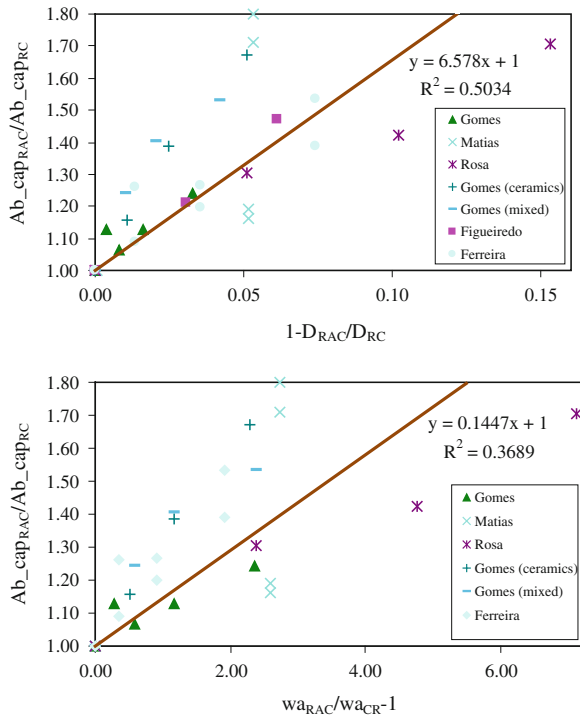 1.80
1.70
1.60
1.50
1.40
1.30
1.20
1.10
1.00
Ab_capRAC/Ab_capRC
y = 6.578x + 1
R2 = 0.5034
Gomes
Matias
Rosa
Gomes (ceramics)
Gomes (mixed)
Figueiredo
Ferreira
0.00 0.05 0.10 0.15
1-DRAC/DRC
1.80
1.70
1.60
1.50
1.40
1.30
1.20
1.10
1.00
Ab_capRAC/Ab_capRC
y = 0.1447x + 1
R2 = 0.3689
Gomes
Matias
Rosa
Gomes (ceramics)
Gomes (mixed)
Ferreira
0.00 2.00 4.00 6.00
waRAC/waCR-1